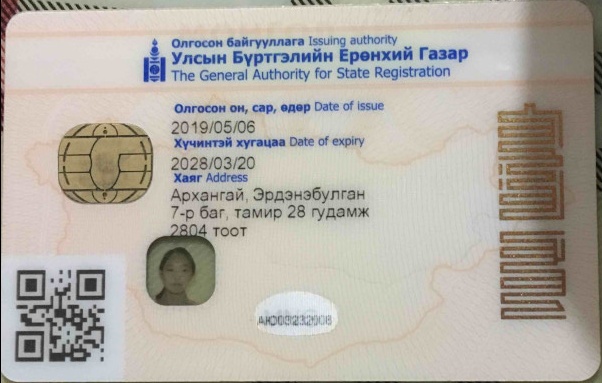 Олгосон байгууллага Issuing authority
Улсын Бүртгэлийн Ерөнхий Газар
The General Authority for State Registration
Олгосон он, сар, өдөр Date of issue
2019/05/06
Хүчинтэй хугацаа Date of expiry
2028/03/20
Хаяг Address
Архангай, Эрдэнэбулган
7-р баг, тамир 28 гудамж
2804 тоот